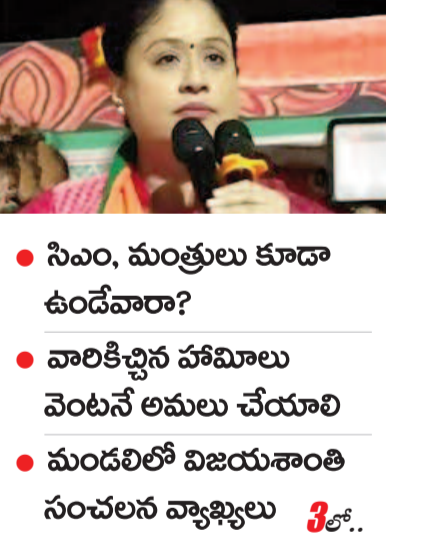 సిఎం, మంత్రులు కూడా
ఉండేవారా?
వారికిచ్చిన హామీలు
వెంటనే అమలు చేయాలి
మండలిలో విజయశాంతి
సంచలన వ్యాఖ్యలు 3లో..